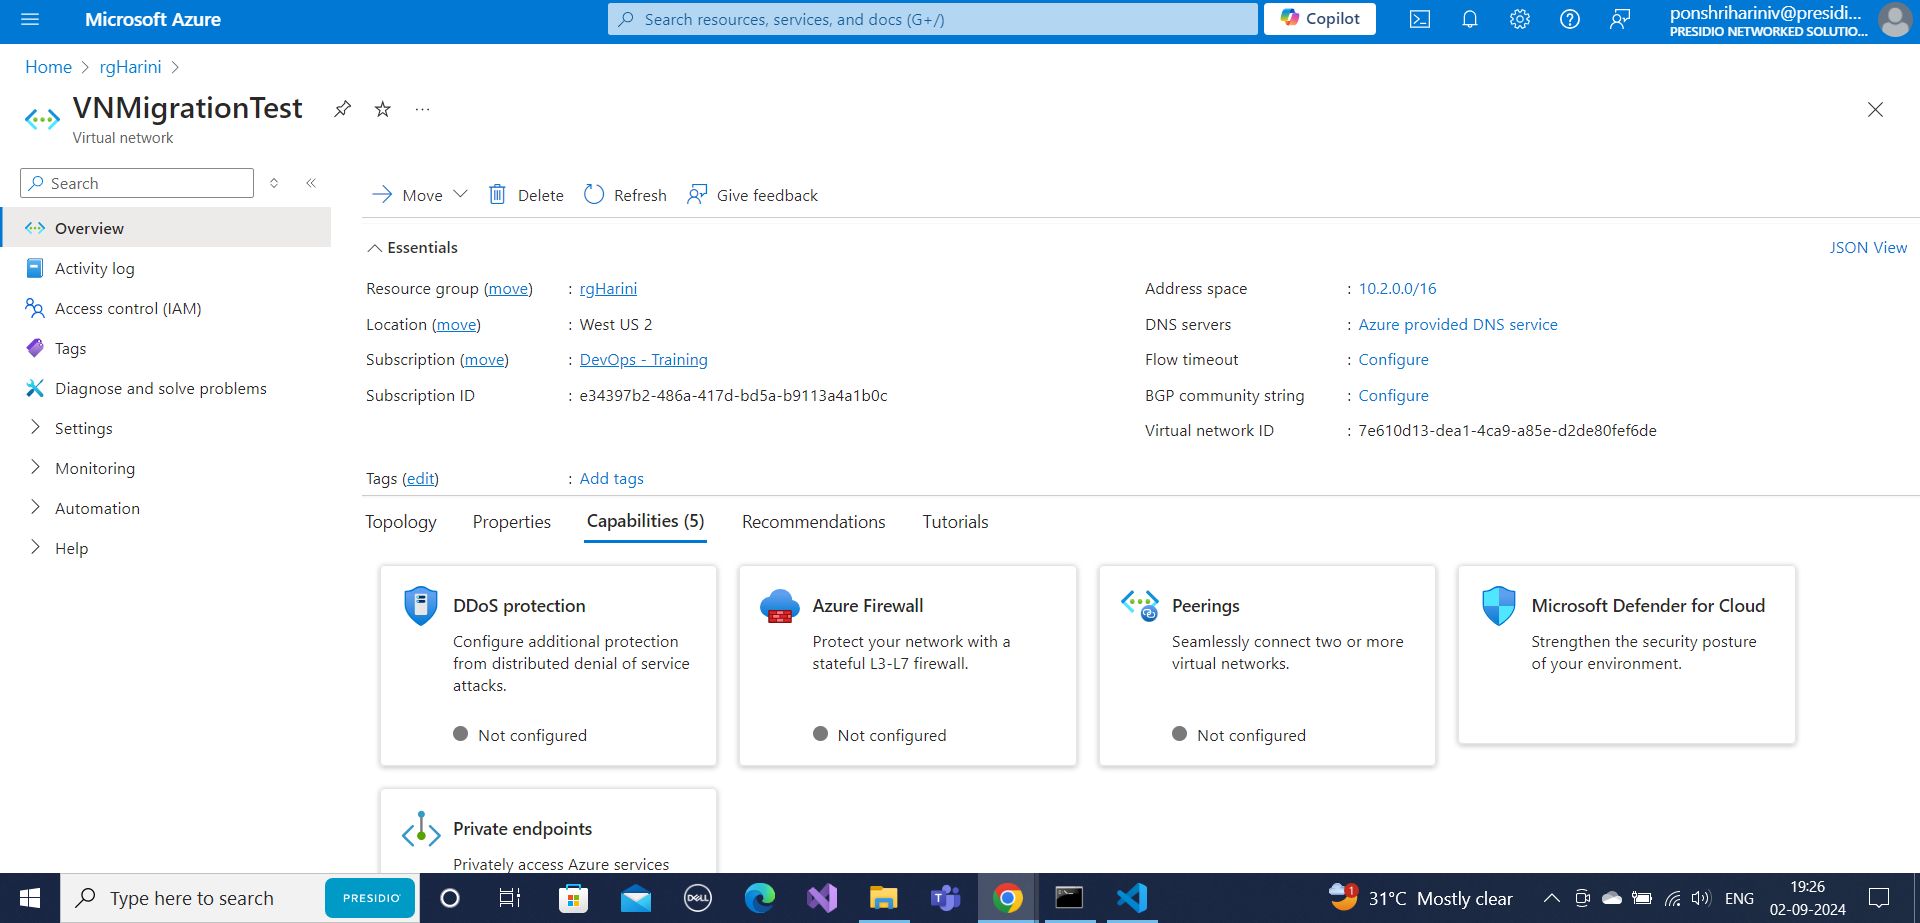 Microsoft Azure
Search resources, services, and docs (G+/)
Copilot
ponshrihariniv@presidi...
PRESIDIO NETWORKED SOLUTIO...
Home > rgHarini >
VNMigrationTest
...
Virtual network
Search
Move
Delete
Refresh
Give feedback
Overview
Activity log
Access control (IAM)
Tags
Diagnose and solve problems
Settings
Monitoring
Automation
Help
Essentials
JSON View
Resource group (move) : rgHarini
Location (move) : West US 2
Subscription (move) : DevOps - Training
Subscription ID : e34397b2-486a-417d-bd5a-b9113a4a1b0c
Address space : 10.2.0.0/16
DNS servers : Azure provided DNS service
Flow timeout : Configure
BGP community string : Configure
Virtual network ID : 7e610d13-dea1-4ca9-a85e-d2de80fef6de
Tags (edit) : Add tags
Topology
Properties
Capabilities (5)
Recommendations
Tutorials
DDoS protection
Configure additional protection
from distributed denial of service
attacks.
Not configured
Azure Firewall
Protect your network with a
stateful L3-L7 firewall.
Not configured
Peerings
Seamlessly connect two or more
virtual networks.
Not configured
Microsoft Defender for Cloud
Strengthen the security posture
of your environment.
Private endpoints
Privately access Azure services
Type here to search
PRESIDIO
DELL
1
31°C Mostly clear
ENG
19:26
02-09-2024